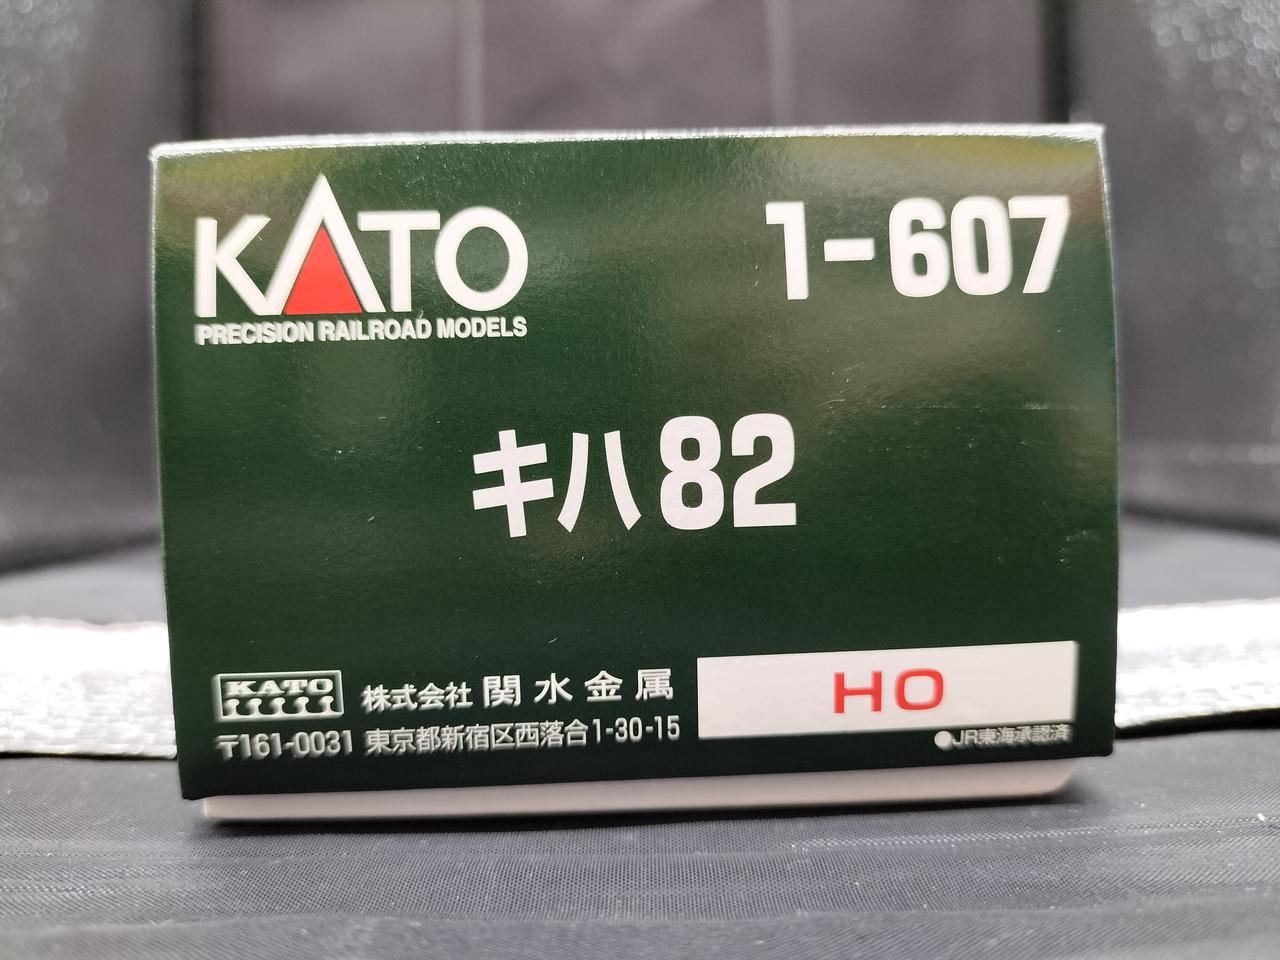 KATO
PRECISION RAILROAD MODELS
1-607
キハ82
KATO
株式会社 関水金属
〒161-0031 東京都新宿区西落合1-30-15
HO
●JR東海承認済